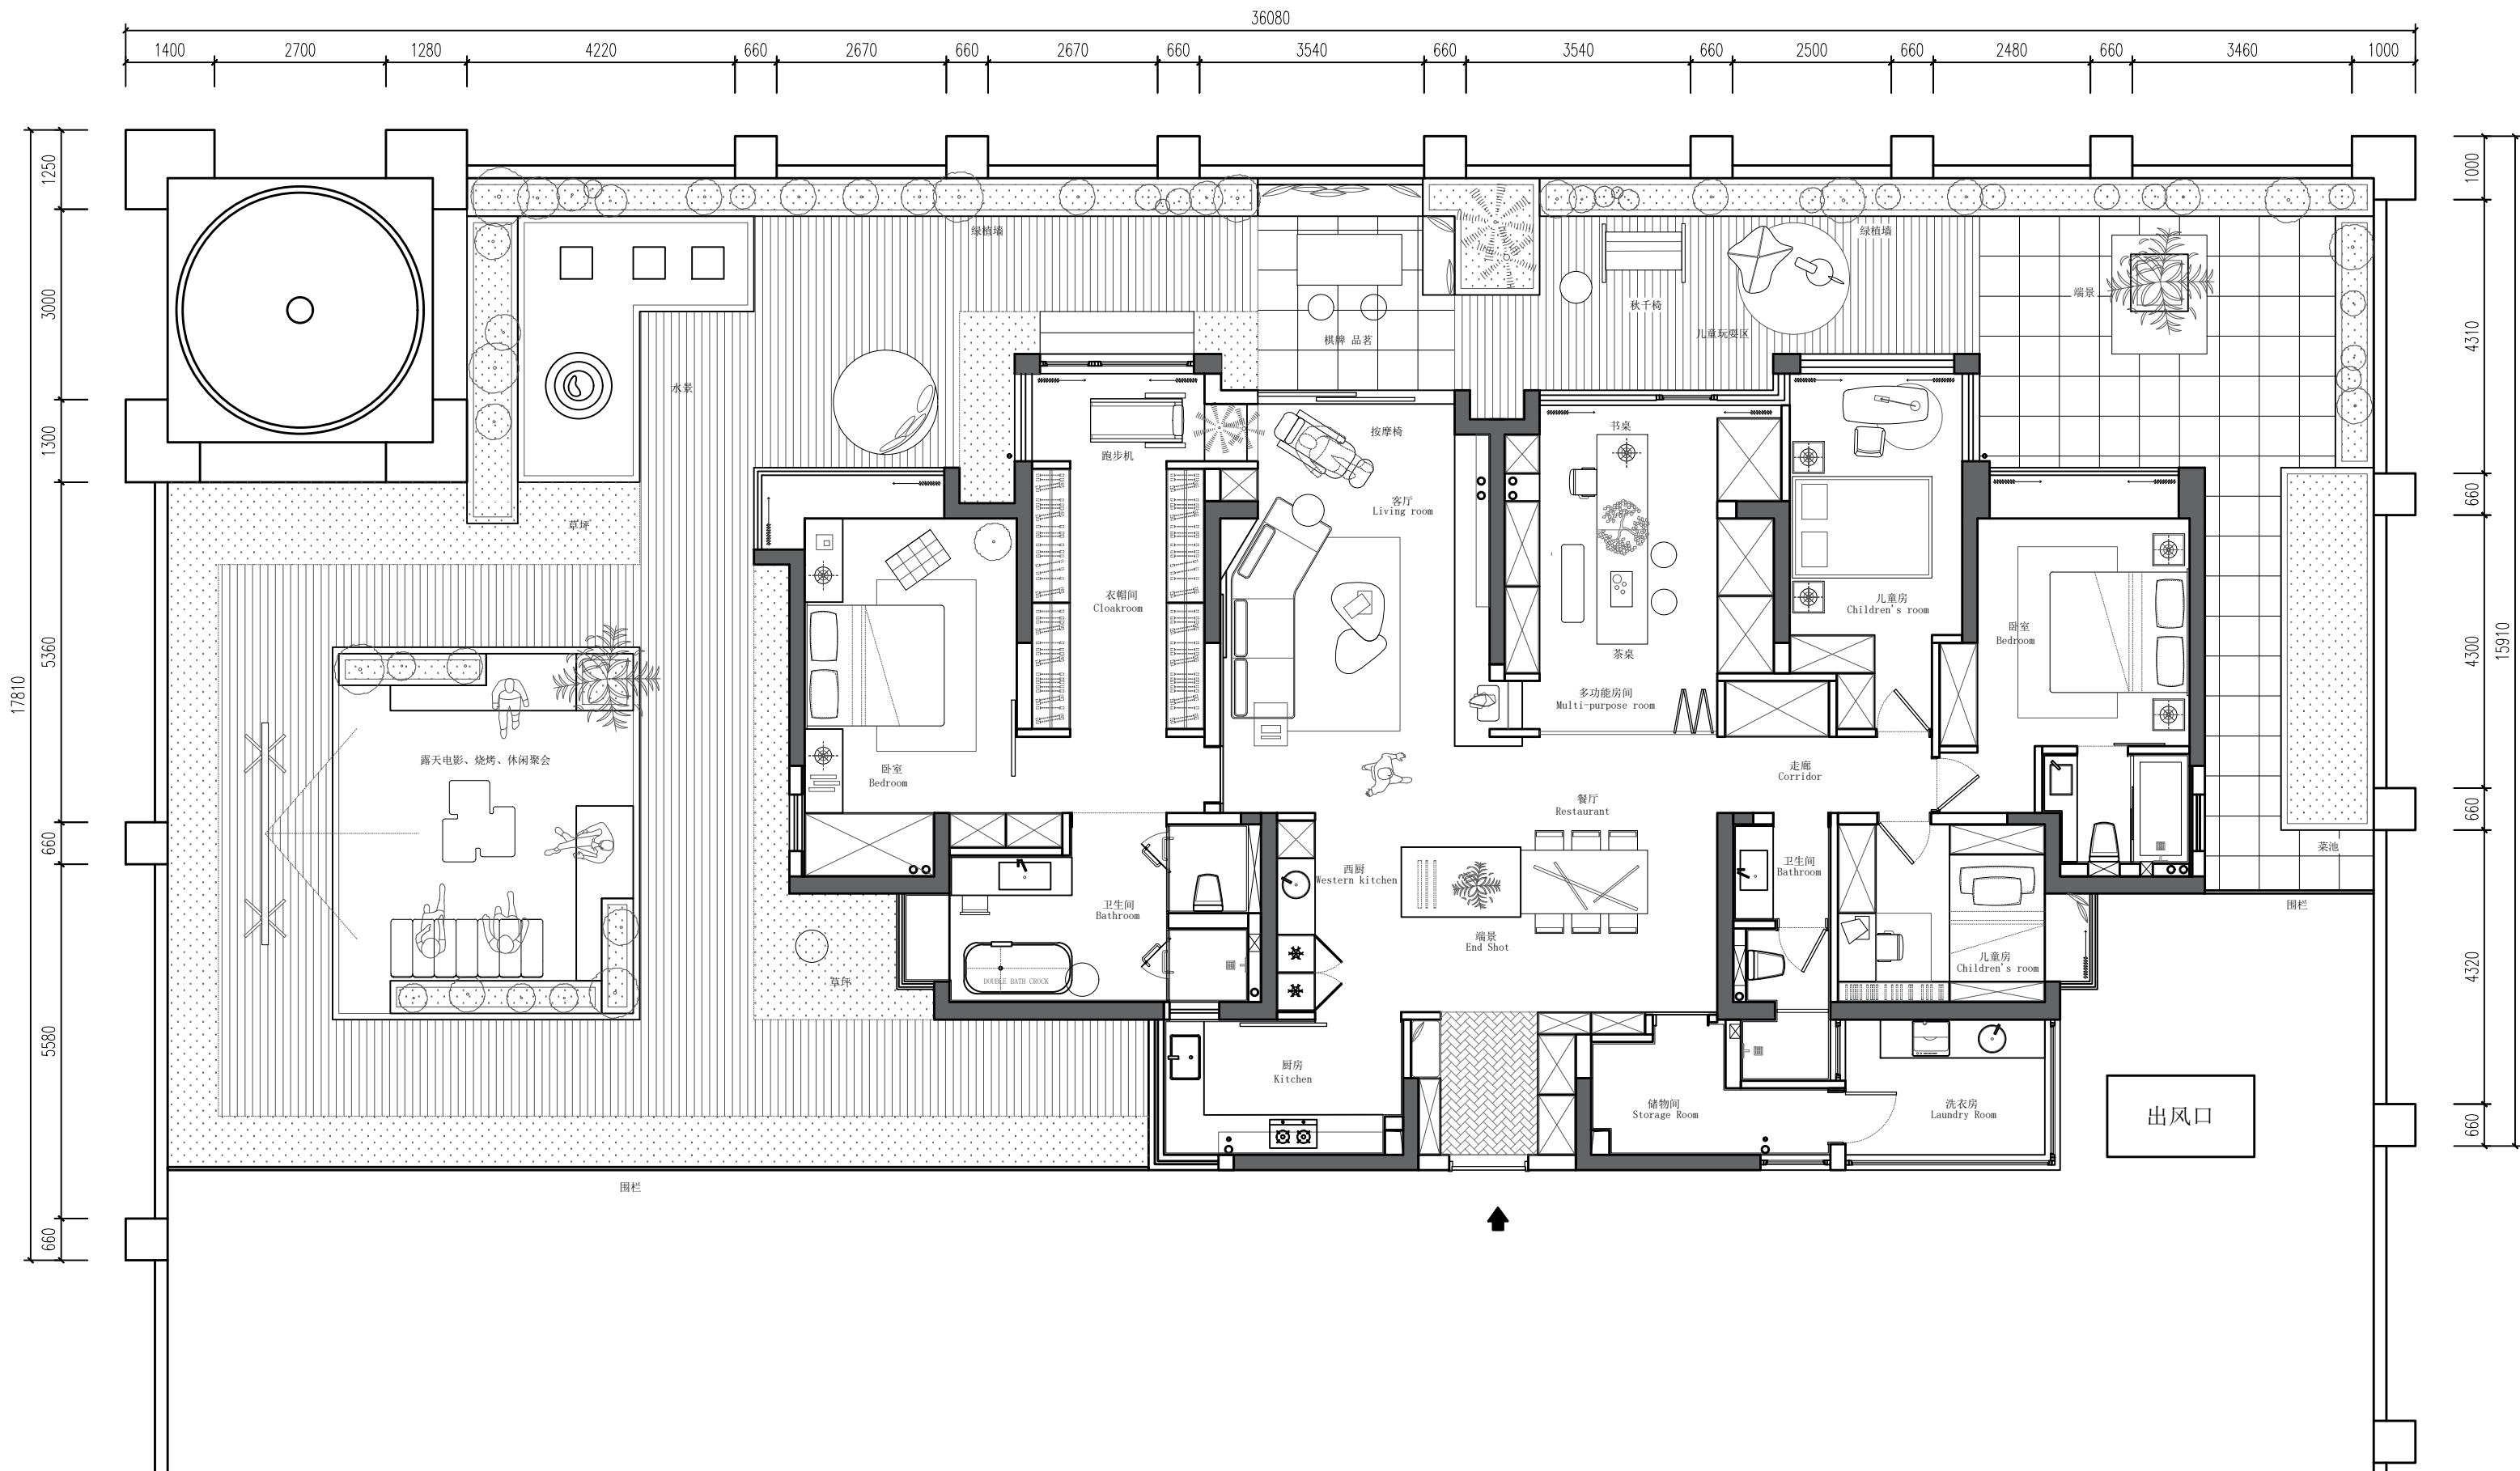 36080
1400 2700 1280 4220 660 2670 660 2670 660 3540 660 3540 660 2500 660 2480 660 3460 1000
17810
1250
3000
1300
5360
660
5580
660
1000
4310
660
4300
660
4320
660
15910
绿植墙
绿植墙
端景
秋千椅
儿童玩耍区
棋牌 品茗
水景
按摩椅
书桌
跑步机
客厅
Living room
草坪
衣帽间
Cloakroom
儿童房
Children's room
卧室
Bedroom
茶桌
多功能房间
Multi-purpose room
露天电影、烧烤、休闲聚会
卧室
Bedroom
走廊
Corridor
餐厅
Restaurant
菜池
西厨
Western kitchen
卫生间
Bathroom
卫生间
Bathroom
围栏
端景
End Shot
儿童房
Children's room
草坪
DOUBLE BATH CROCK
厨房
Kitchen
储物间
Storage Room
洗衣房
Laundry Room
出风口
围栏